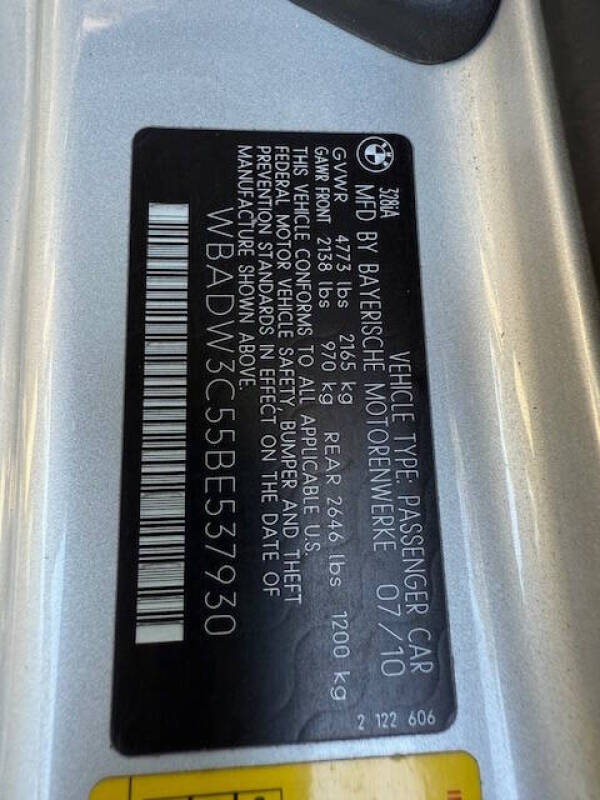 328iA VEHICLE TYPE: PASSENGER CAR
MFD BY BAYERISCHE MOTORENWERKE 07/10
GVWR 4773 lbs 2165 kg
GAWR FRONT 2138 lbs 970 kg REAR 2646 lbs 1200 kg
THIS VEHICLE CONFORMS TO ALL APPLICABLE U.S.
FEDERAL MOTOR VEHICLE SAFETY, BUMPER AND THEFT
PREVENTION STANDARDS IN EFFECT ON THE DATE OF
MANUFACTURE SHOWN ABOVE.
WBADW3C55BE537930
2 122 606